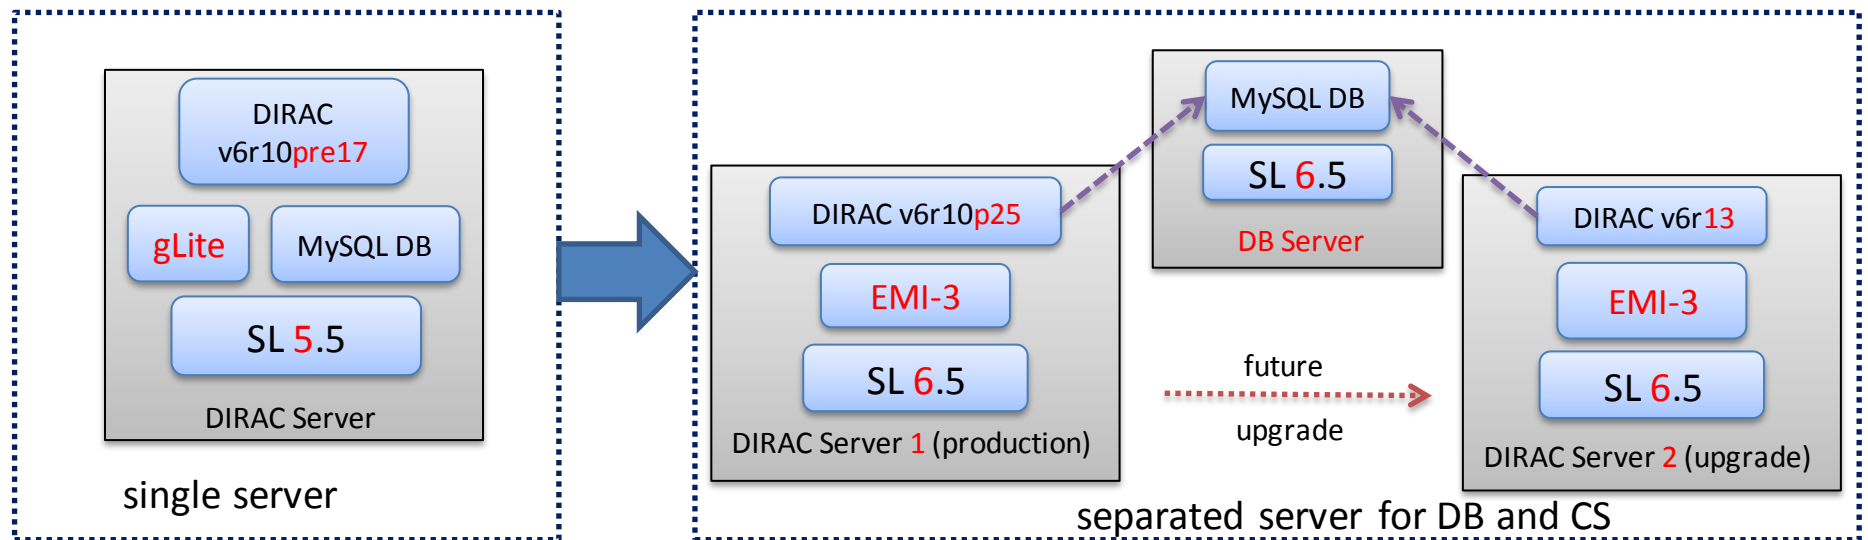 DIRAC
v6r10pre17
gLite
MySQL DB
SL 5.5
DIRAC Server
single server
DIRAC v6r10p25
EMI-3
SL 6.5
DIRAC Server 1 (production)
MySQL DB
SL 6.5
DB Server
future
upgrade
DIRAC v6r13
EMI-3
SL 6.5
DIRAC Server 2 (upgrade)
separated server for DB and CS